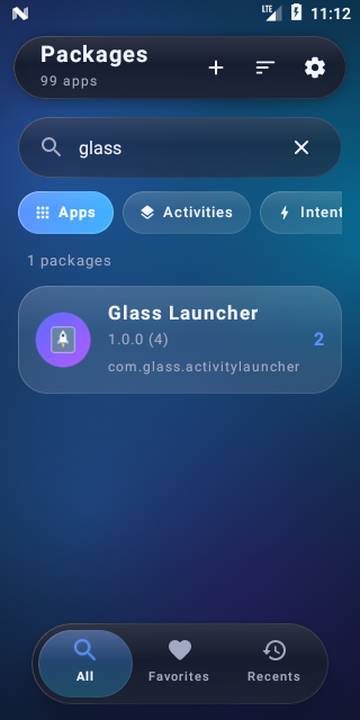 LTE 11:12
Packages
99 apps
glass
Apps Activities Intent
1 packages
Glass Launcher
1.0.0 (4) 2
com.glass.activitylauncher
All Favorites Recents